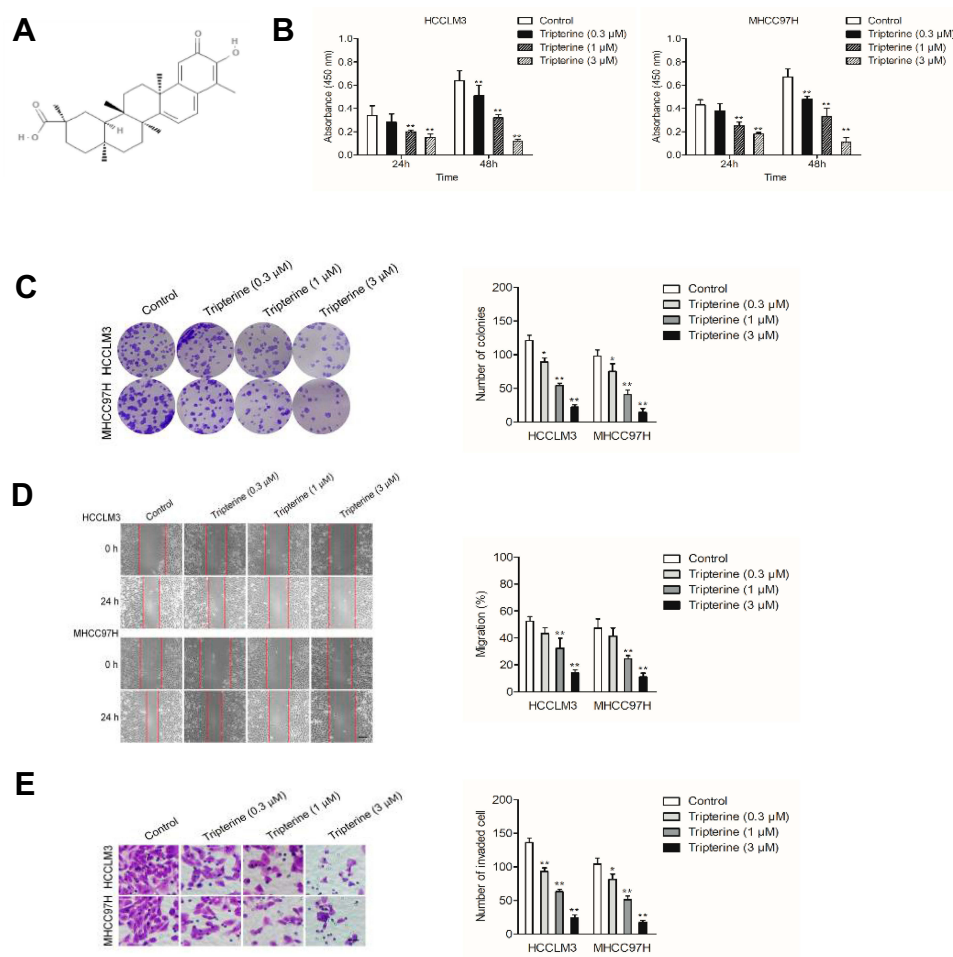 A
O
H
O
O
H
H-O
B
HCCLM3
Control
Tripterine (0.3 µM)
Tripterine (1 µM)
Tripterine (3 µM)
Absorbance (450 nm)
1.0
0.8
0.6
0.4
0.2
0.0
**
**
**
**
**
24h
48h
Time
MHCC97H
Control
Tripterine (0.3 µM)
Tripterine (1 µM)
Tripterine (3 µM)
Absorbance (450 nm)
1.0
0.8
0.6
0.4
0.2
0.0
**
**
**
**
**
24h
48h
Time
C
Control
Tripterine (0.3 µM)
Tripterine (1 µM)
Tripterine (3 µM)
HCCLM3
MHCC97H
Number of colonies
200
150
100
50
0
Control
Tripterine (0.3 µM)
Tripterine (1 µM)
Tripterine (3 µM)
*
**
**
*
**
**
HCCLM3
MHCC97H
D
Control
Tripterine (0.3 µM)
Tripterine (1 µM)
Tripterine (3 µM)
HCCLM3
0 h
24 h
MHCC97H
0 h
24 h
Migration (%)
100
80
60
40
20
0
Control
Tripterine (0.3 µM)
Tripterine (1 µM)
Tripterine (3 µM)
**
**
**
**
HCCLM3
MHCC97H
E
Control
Tripterine (0.3 µM)
Tripterine (1 µM)
Tripterine (3 µM)
HCCLM3
MHCC97H
Number of invaded cell
200
150
100
50
0
Control
Tripterine (0.3 µM)
Tripterine (1 µM)
Tripterine (3 µM)
**
**
**
*
**
**
HCCLM3
MHCC97H